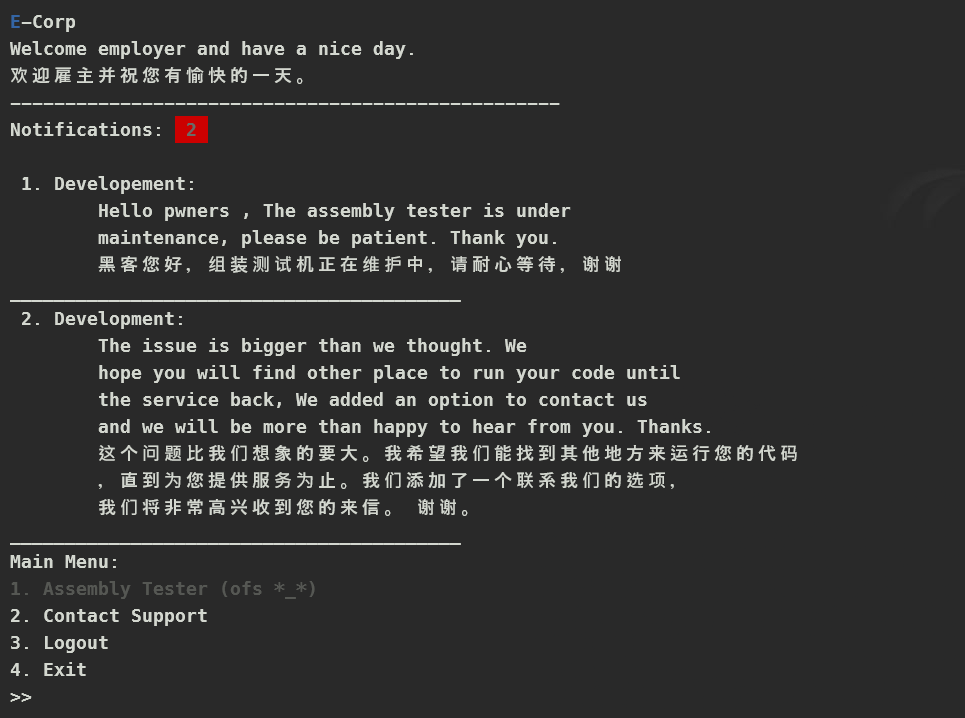 E-Corp
Welcome employer and have a nice day.
欢迎雇主并祝您有愉快的一天。
--------------------------------------------------
Notifications: 2
1. Developement:
Hello pwners , The assembly tester is under
maintenance, please be patient. Thank you.
黑客您好, 组装测试机正在维护中, 请耐心等待, 谢谢
_________________________________________
2. Development:
The issue is bigger than we thought. We
hope you will find other place to run your code until
the service back, We added an option to contact us
and we will be more than happy to hear from you. Thanks.
这个问题比我们想象的要大。我希望我们能找到其他地方来运行您的代码
, 直到为您提供服务为止。我们添加了一个联系我们的选项,
我们将非常高兴收到您的来信。 谢谢。
_________________________________________
Main Menu:
1. Assembly Tester (ofs *_*)
2. Contact Support
3. Logout
4. Exit
>>